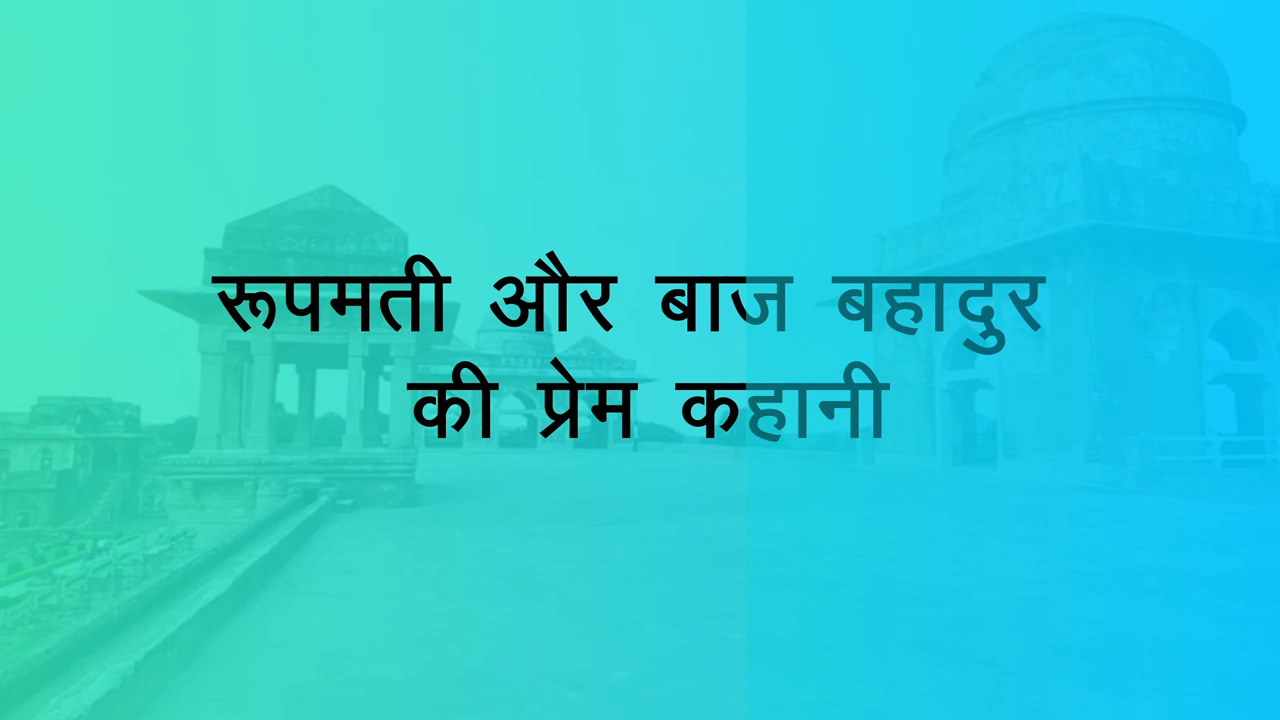 रूपमती और बाज बहादुर
की प्रेम कहानी